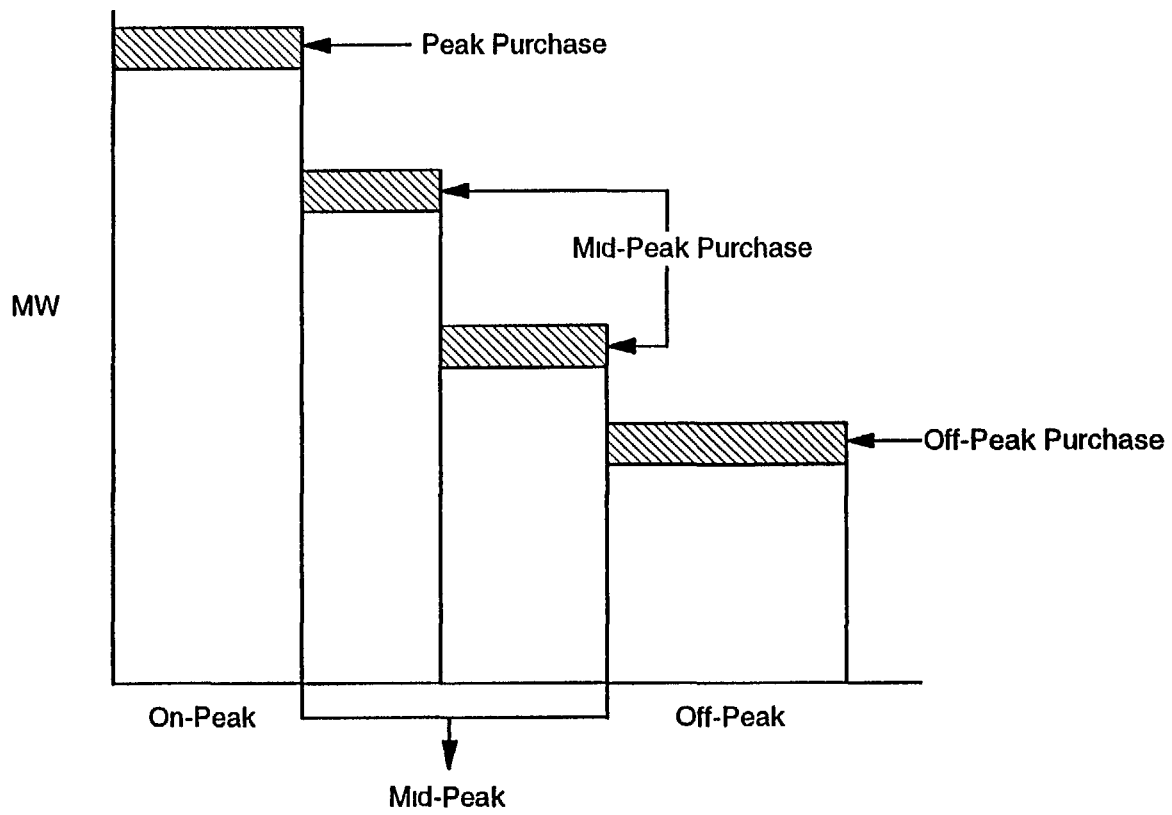 Peak Purchase
Mid-Peak Purchase
MW
Off-Peak Purchase
On-Peak
Off-Peak
Mid-Peak